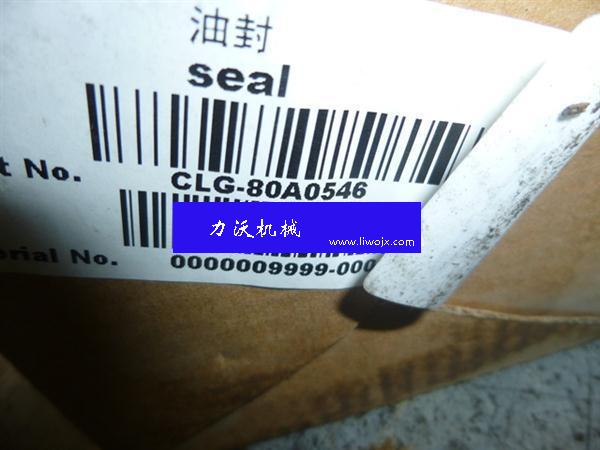 油封
seal
t No.
CLG-80A0546
力沃机械
www.liwojx.com
rial No.
0000009999-000